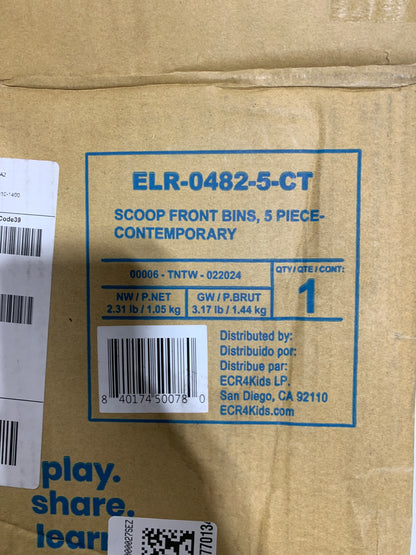 Code39
ELR-0482-5-CT
SCOOP FRONT BINS, 5 PIECE-
CONTEMPORARY
00006 - TNTW - 022024
QTY / QTE / CONT:
1
NW / P.NET
2.31 lb / 1.05 kg
GW / P.BRUT
3.17 lb / 1.44 kg
Distributed by:
Distribuido por:
Distribue par:
ECR4Kids LP.
San Diego, CA 92110
ECR4Kids.com
8 40174 50078 0
play.
share.
learn